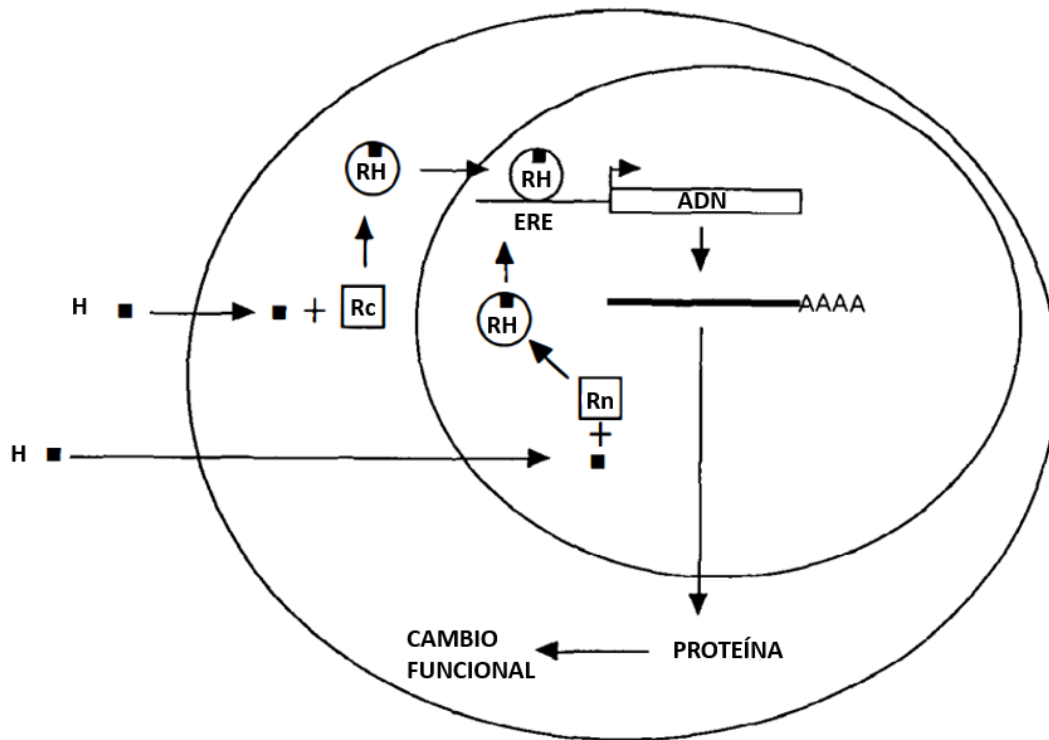 RH
RH
ADN
ERE
H
+
Rc
AAAA
RH
Rn
+
H
CAMBIO
FUNCIONAL
PROTEÍNA